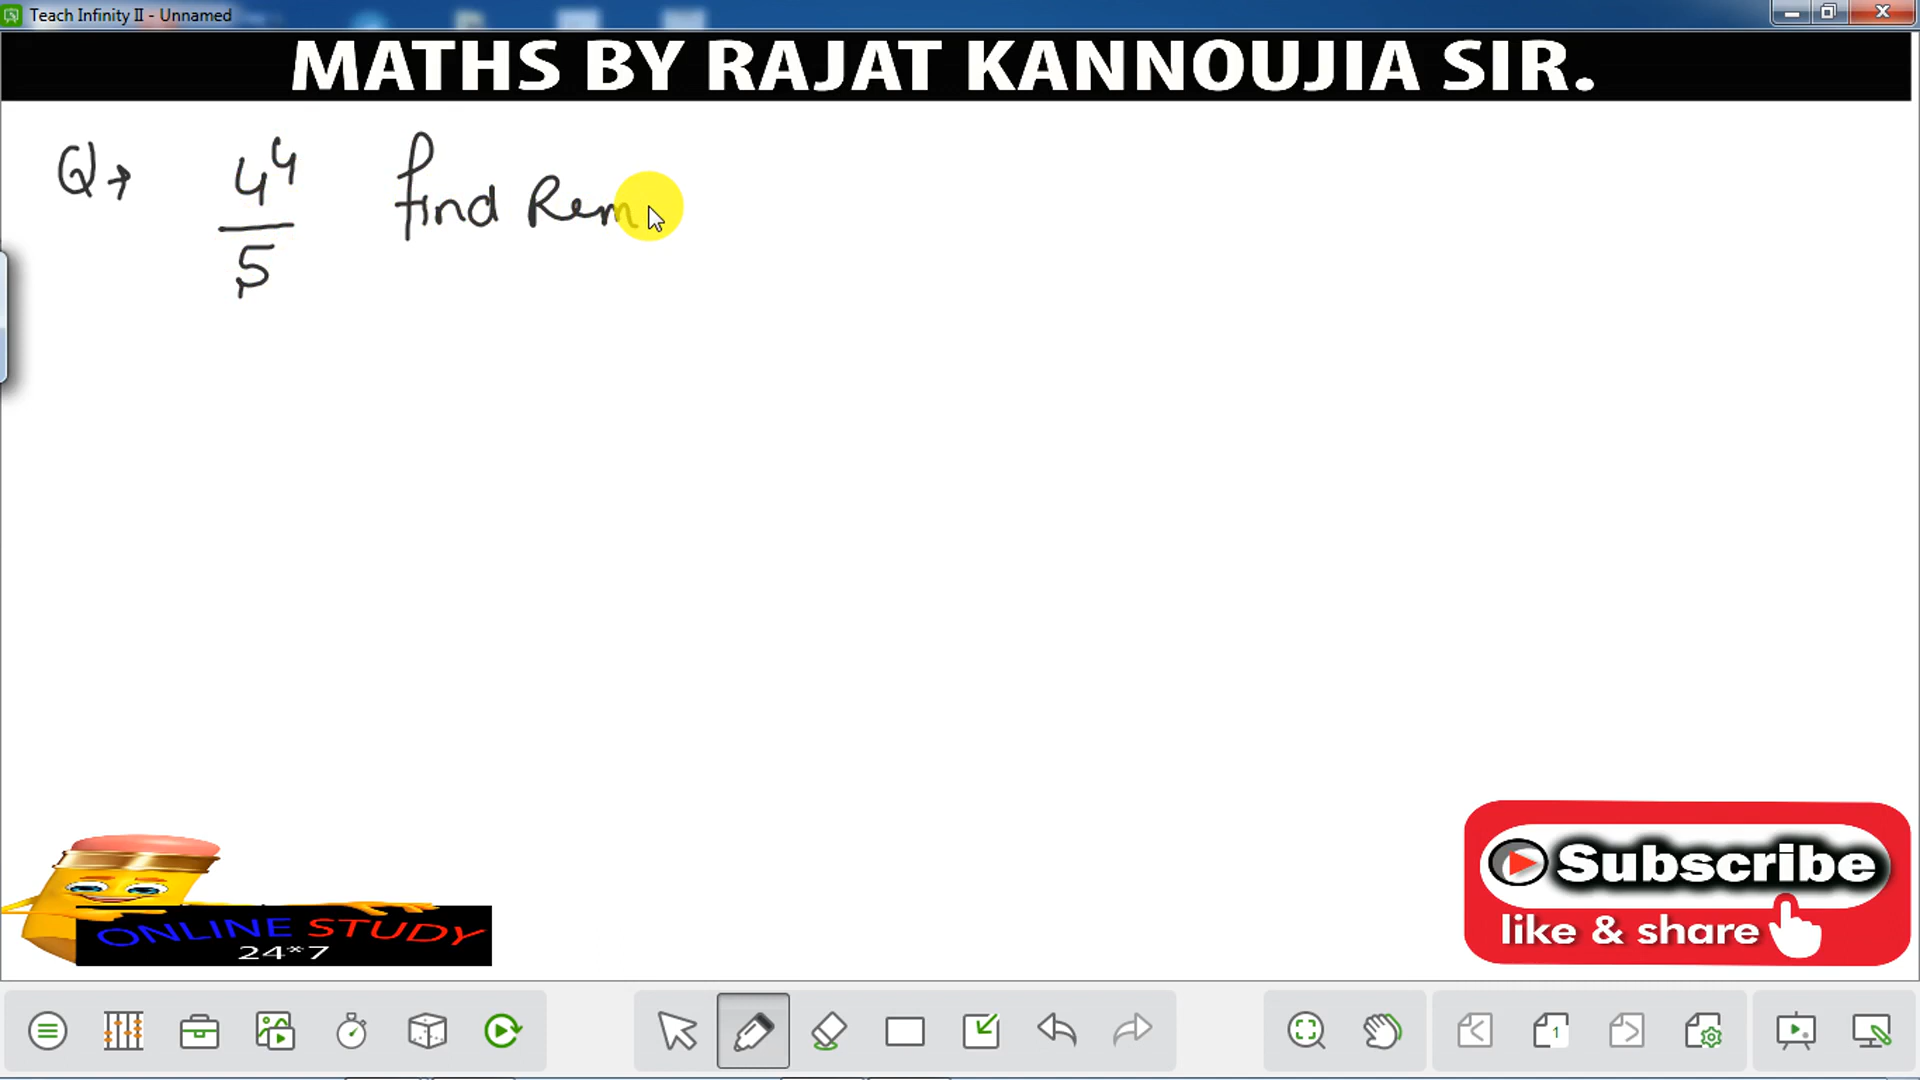 Teach Infinity II - Unnamed
MATHS BY RAJAT KANNOUJIA SIR.
Q→ 4⁴/5 find Rem
Subscribe
like & share
ONLINE STUDY
24*7
1